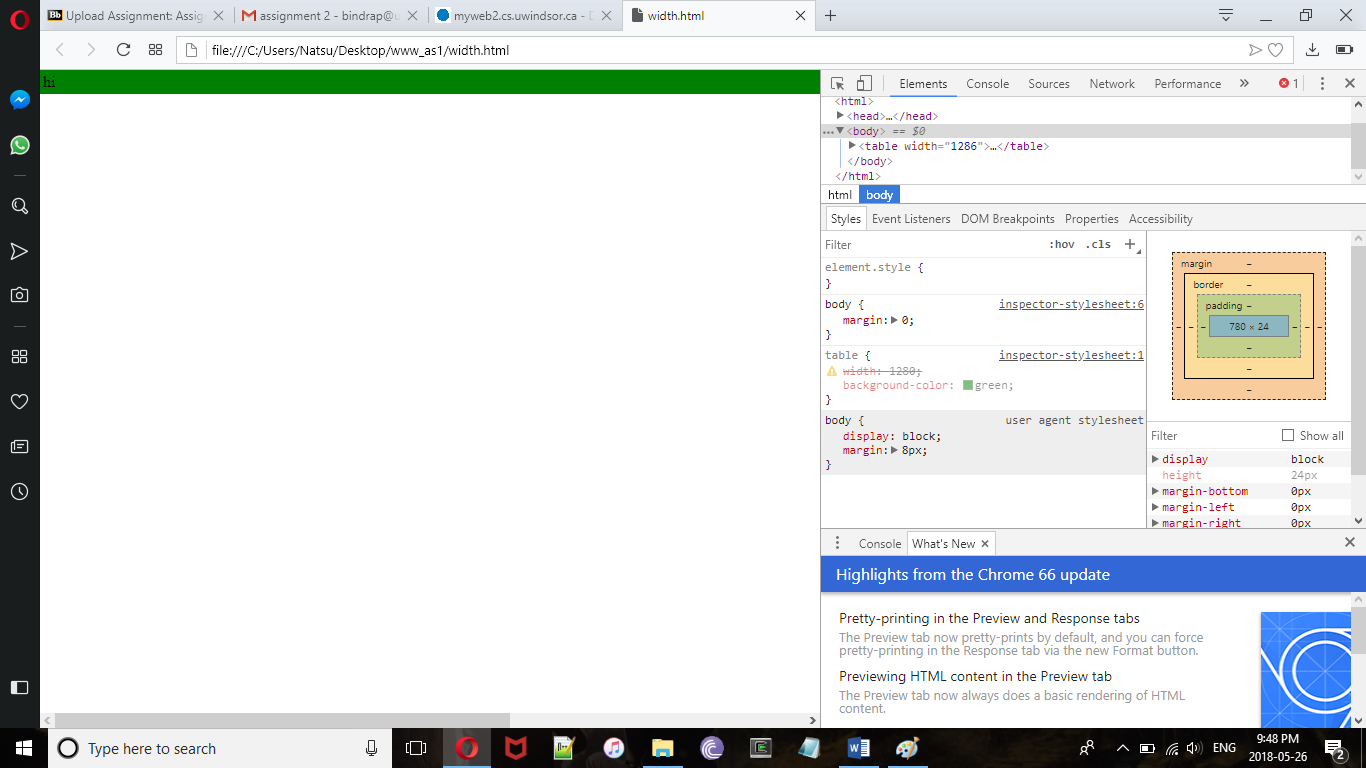 Upload Assignment: Assig
assignment 2 - bindrap@u
myweb2.cs.uwindsor.ca - D
width.html
file:///C:/Users/Natsu/Desktop/www_as1/width.html
hi
Elements Console Sources Network Performance » 1
<html>
<head>…</head>
<body> == $0
<table width="1286">…</table>
</body>
</html>
html body
Styles Event Listeners DOM Breakpoints Properties Accessibility
Filter :hov .cls +
element.style {
}
body { inspector-stylesheet:6
margin: 0;
}
table { inspector-stylesheet:1
width: 1280;
background-color: green;
}
body { user agent stylesheet
display: block;
margin: 8px;
}
margin –
border –
padding –
– – – 780 × 24 – – –
–
–
–
Filter Show all
display block
height 24px
margin-bottom 0px
margin-left 0px
margin-right 0px
Console What's New
Highlights from the Chrome 66 update
Pretty-printing in the Preview and Response tabs
The Preview tab now pretty-prints by default, and you can force
pretty-printing in the Response tab via the new Format button.
Previewing HTML content in the Preview tab
The Preview tab now always does a basic rendering of HTML
content.
Type here to search
ENG
9:48 PM
2018-05-26
2